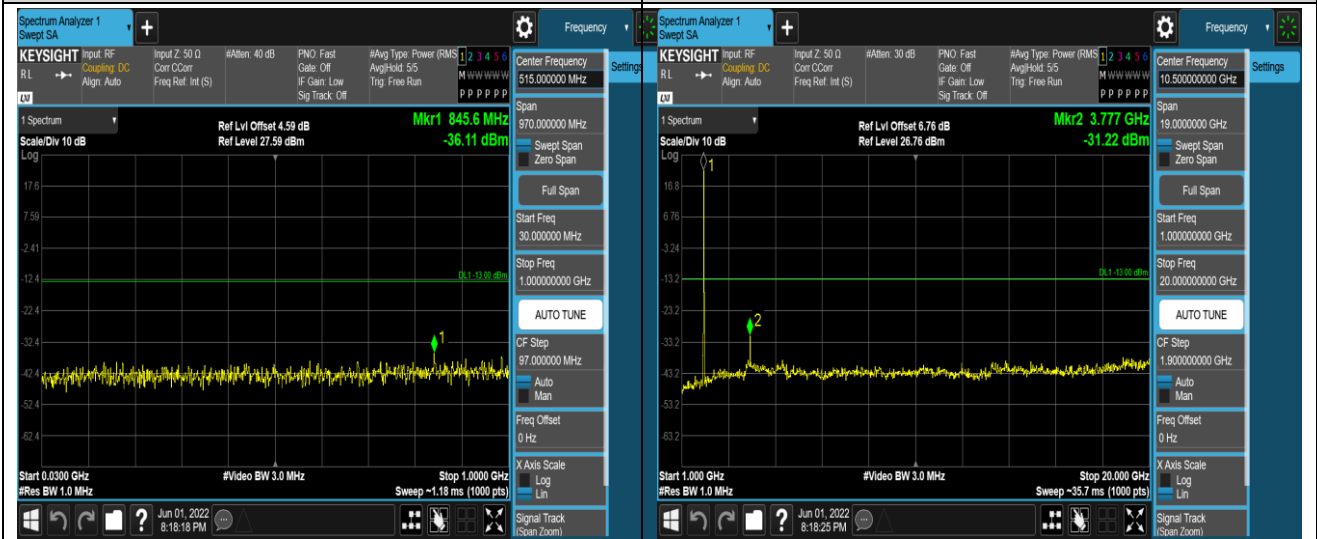 Spectrum Analyzer 1
Swept SA
+
Frequency
KEYSIGHT
RL
LXI
Input: RF
Coupling: DC
Align: Auto
Input Z: 50 Ω
Corr CCorr
Freq Ref: Int (S)
#Atten: 40 dB
PNO: Fast
Gate: Off
IF Gain: Low
Sig Track: Off
#Avg Type: Power (RMS
Avg|Hold: 5/5
Trig: Free Run
1 2 3 4 5 6
M W W W W W
P P P P P P
1 Spectrum
Scale/Div 10 dB
Log
Ref Lvl Offset 4.59 dB
Ref Level 27.59 dBm
Mkr1 845.6 MHz
-36.11 dBm
17.6
7.59
-2.41
-12.4
-22.4
-32.4
-42.4
-52.4
-62.4
DL1 -13.00 dBm
1
Start 0.0300 GHz
#Res BW 1.0 MHz
#Video BW 3.0 MHz
Stop 1.0000 GHz
Sweep ~1.18 ms (1000 pts)
Center Frequency
515.000000 MHz
Settings
Span
970.000000 MHz
Swept Span
Zero Span
Full Span
Start Freq
30.000000 MHz
Stop Freq
1.000000000 GHz
AUTO TUNE
CF Step
97.000000 MHz
Auto
Man
Freq Offset
0 Hz
X Axis Scale
Log
Lin
Signal Track
(Span Zoom)
?
Jun 01, 2022
8:18:18 PM
Spectrum Analyzer 1
Swept SA
+
Frequency
KEYSIGHT
RL
LXI
Input: RF
Coupling: DC
Align: Auto
Input Z: 50 Ω
Corr CCorr
Freq Ref: Int (S)
#Atten: 30 dB
PNO: Fast
Gate: Off
IF Gain: Low
Sig Track: Off
#Avg Type: Power (RMS
Avg|Hold: 5/5
Trig: Free Run
1 2 3 4 5 6
M W W W W W
P P P P P P
1 Spectrum
Scale/Div 10 dB
Log
Ref Lvl Offset 6.76 dB
Ref Level 26.76 dBm
Mkr2 3.777 GHz
-31.22 dBm
16.8
6.76
-3.24
-13.2
-23.2
-33.2
-43.2
-53.2
-63.2
DL1 -13.00 dBm
1
2
Start 1.000 GHz
#Res BW 1.0 MHz
#Video BW 3.0 MHz
Stop 20.000 GHz
Sweep ~35.7 ms (1000 pts)
Center Frequency
10.500000000 GHz
Settings
Span
19.0000000 GHz
Swept Span
Zero Span
Full Span
Start Freq
1.000000000 GHz
Stop Freq
20.000000000 GHz
AUTO TUNE
CF Step
1.900000000 GHz
Auto
Man
Freq Offset
0 Hz
X Axis Scale
Log
Lin
Signal Track
(Span Zoom)
?
Jun 01, 2022
8:18:25 PM